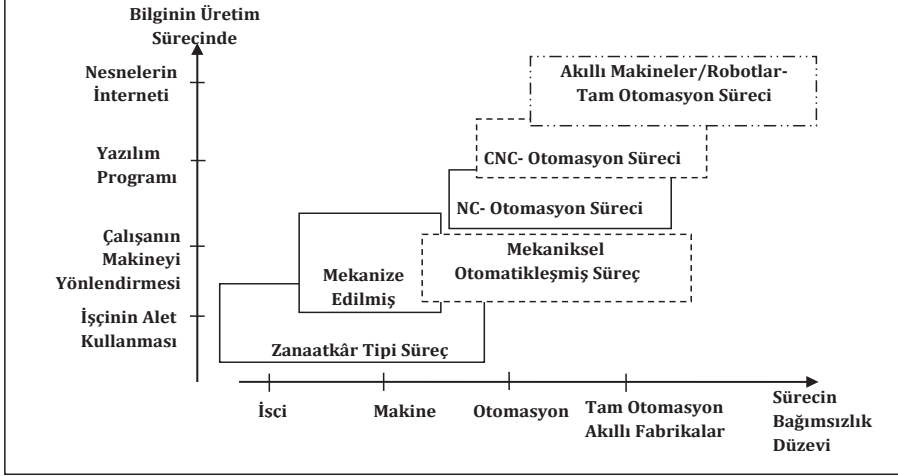 Bilginin Üretim
Sürecinde
Nesnelerin
İnterneti
Akıllı Makineler/Robotlar-
Tam Otomasyon Süreci
Yazılım
Programı
CNC- Otomasyon Süreci
NC- Otomasyon Süreci
Çalışanın
Makineyi
Yönlendirmesi
Mekaniksel
Otomatikleşmiş Süreç
Mekanize
Edilmiş
İşçinin Alet
Kullanması
Zanaatkâr Tipi Süreç
İsci
Makine
Otomasyon
Tam Otomasyon
Akıllı Fabrikalar
Sürecin
Bağımsızlık
Düzevi